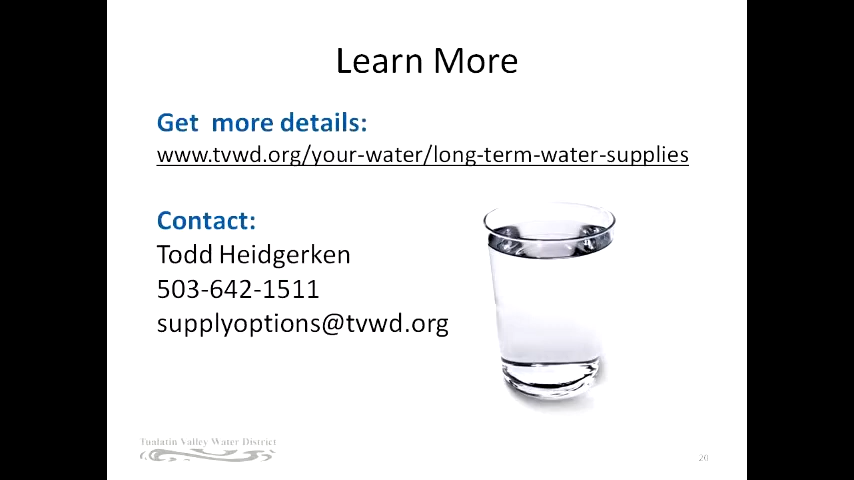 Learn More
Get  more details:
www.tvwd.org/your-water/long-term-water-supplies
Contact:
Todd Heidgerken
503-642-1511
supplyoptions@tvwd.org
Tualatin Valley Water District
20